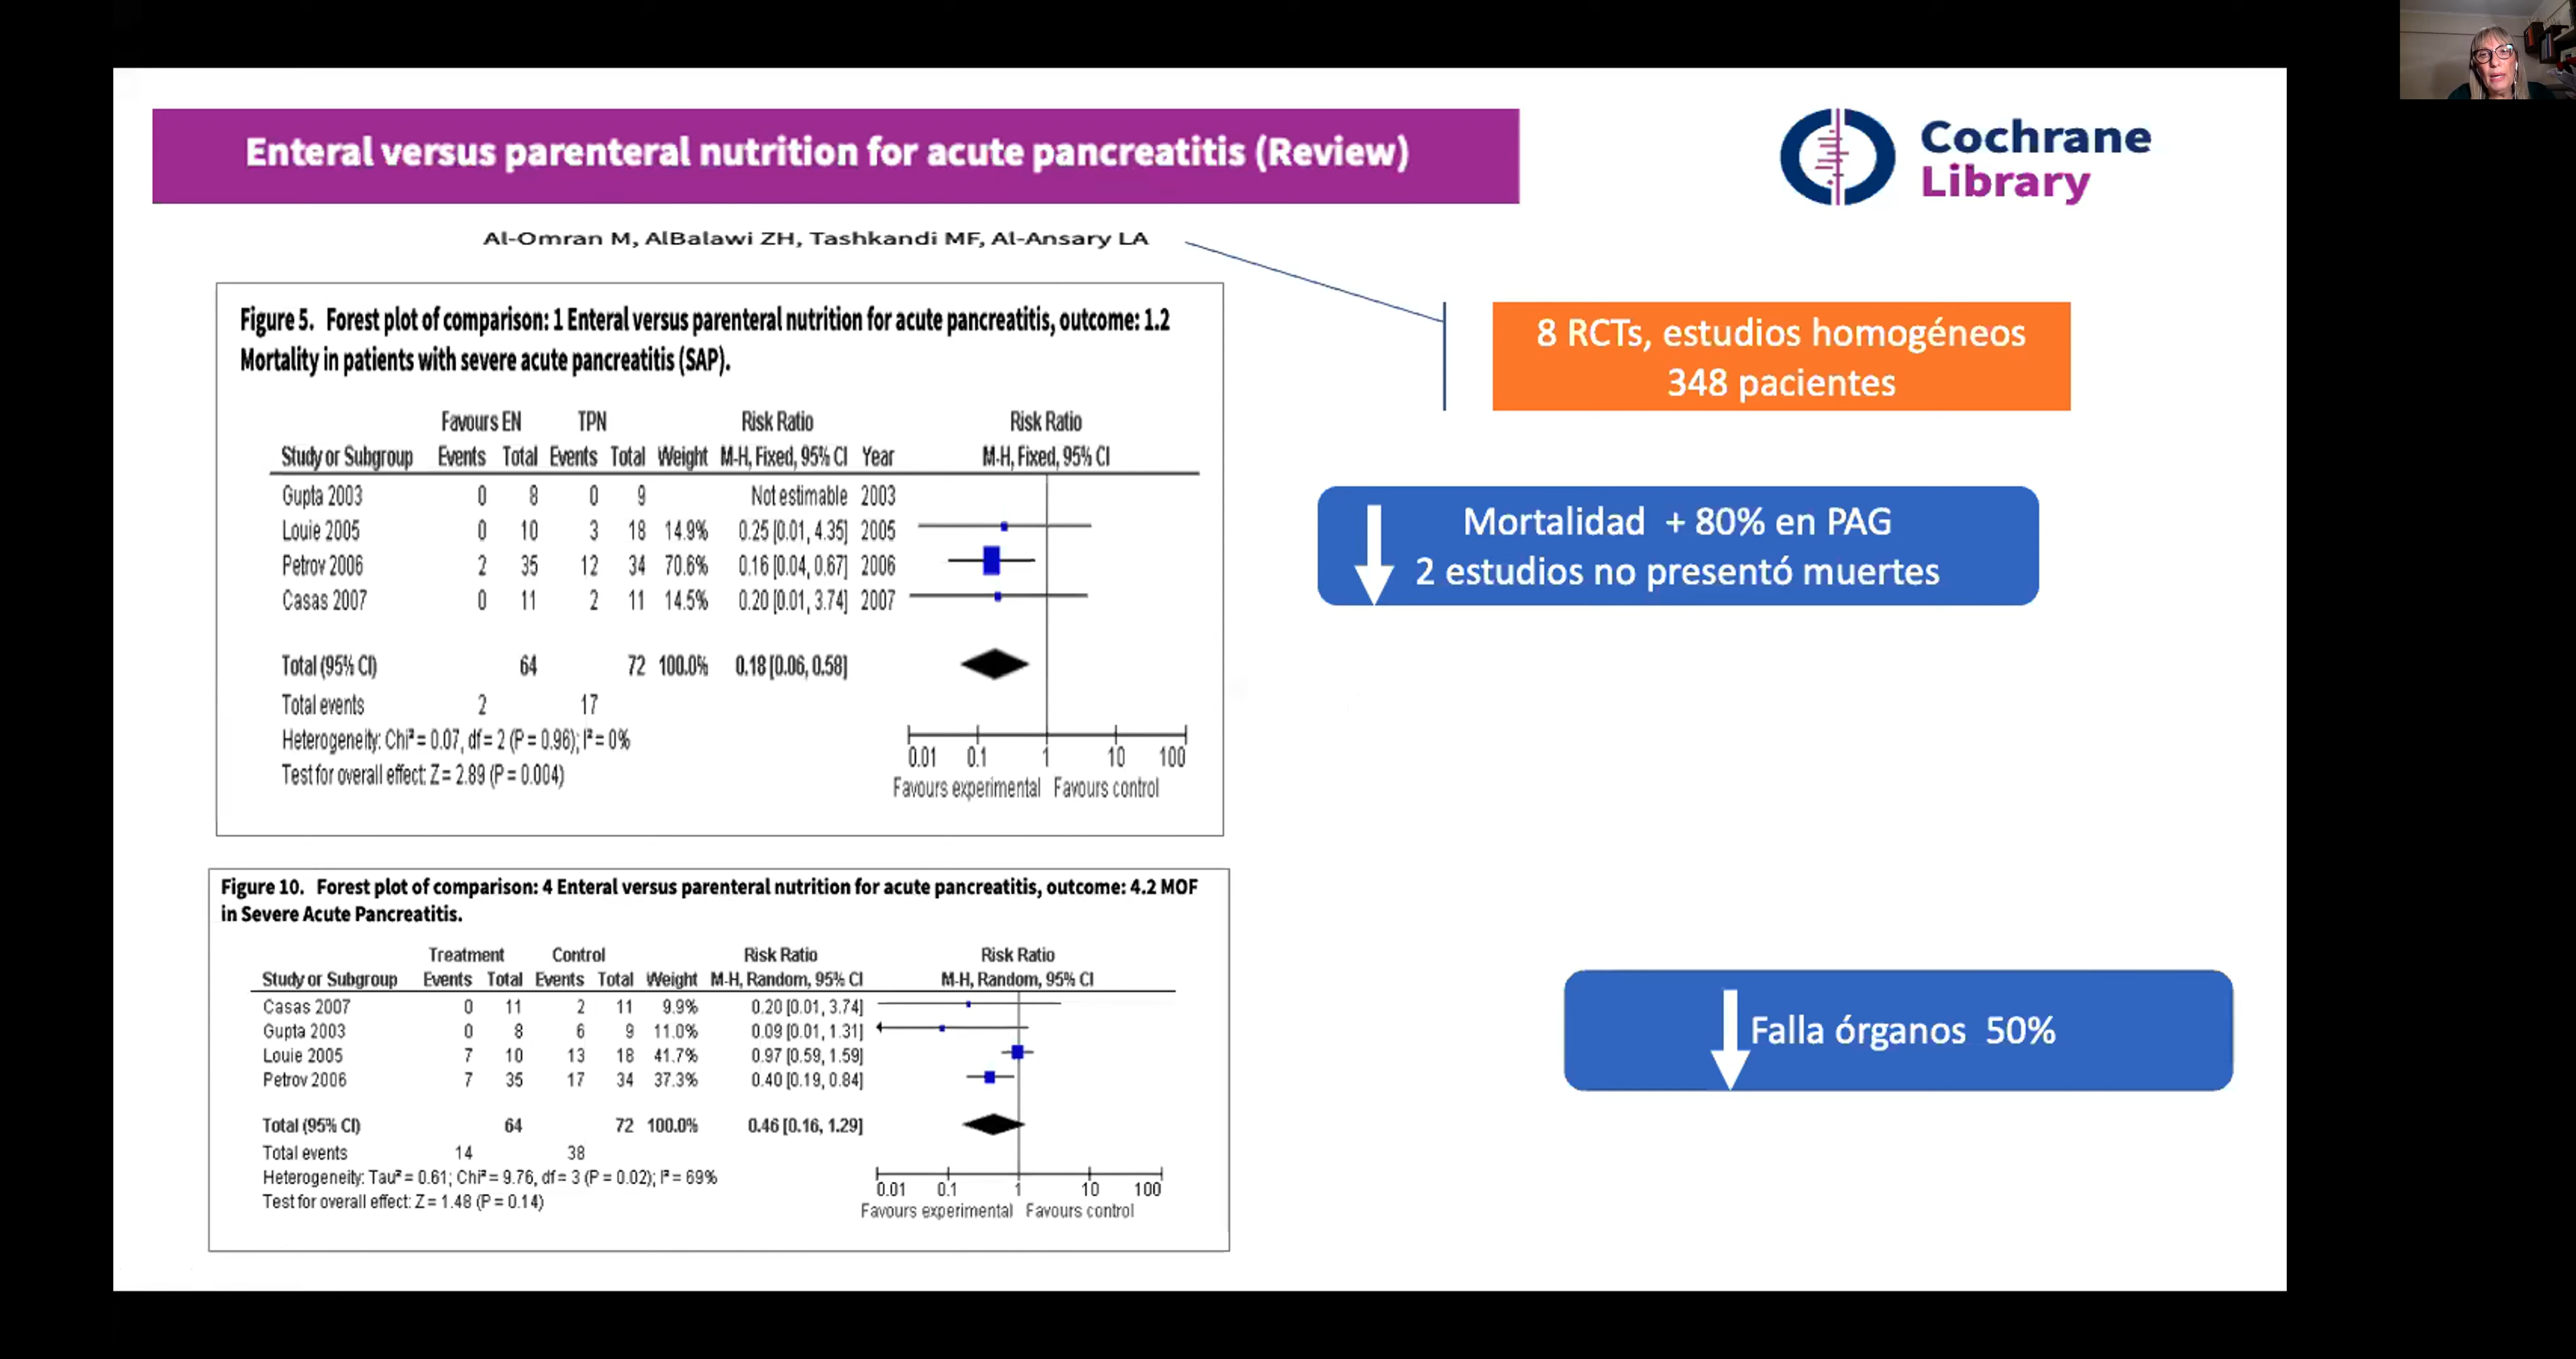 Enteral versus parenteral nutrition for acute pancreatitis (Review)
Cochrane
Library
Al-Omran M, AlBalawi ZH, Tashkandi MF, Al-Ansary LA
8 RCTs, estudios homogéneos
348 pacientes
Figure 5. Forest plot of comparison: 1 Enteral versus parenteral nutrition for acute pancreatitis, outcome: 1.2
Mortality in patients with severe acute pancreatitis (SAP).
Favours EN TPN Risk Ratio Risk Ratio
Study or Subgroup Events Total Events Total Weight M-H, Fixed, 95% CI Year M-H, Fixed, 95% CI
Gupta 2003 0 8 0 9 Not estimable 2003
Louie 2005 0 10 3 18 14.9% 0.25 [0.01, 4.35] 2005
Petrov 2006 2 35 12 34 70.6% 0.16 [0.04, 0.67] 2006
Casas 2007 0 11 2 11 14.5% 0.20 [0.01, 3.74] 2007
Total (95% CI) 64 72 100.0% 0.18 [0.06, 0.58]
Total events 2 17
Heterogeneity: Chi² = 0.07, df = 2 (P = 0.96); I² = 0%
Test for overall effect: Z = 2.89 (P = 0.004)
0.01 0.1 1 10 100
Favours experimental Favours control
Mortalidad + 80% en PAG
2 estudios no presentó muertes
Figure 10. Forest plot of comparison: 4 Enteral versus parenteral nutrition for acute pancreatitis, outcome: 4.2 MOF
in Severe Acute Pancreatitis.
Treatment Control Risk Ratio Risk Ratio
Study or Subgroup Events Total Events Total Weight M-H, Random, 95% CI M-H, Random, 95% CI
Casas 2007 0 11 2 11 9.9% 0.20 [0.01, 3.74]
Gupta 2003 0 8 6 9 11.0% 0.09 [0.01, 1.31]
Louie 2005 7 10 13 18 41.7% 0.97 [0.59, 1.59]
Petrov 2006 7 35 17 34 37.3% 0.40 [0.19, 0.84]
Total (95% CI) 64 72 100.0% 0.46 [0.16, 1.29]
Total events 14 38
Heterogeneity: Tau² = 0.61; Chi² = 9.76, df = 3 (P = 0.02); I² = 69%
Test for overall effect: Z = 1.48 (P = 0.14)
0.01 0.1 1 10 100
Favours experimental Favours control
Falla órganos 50%